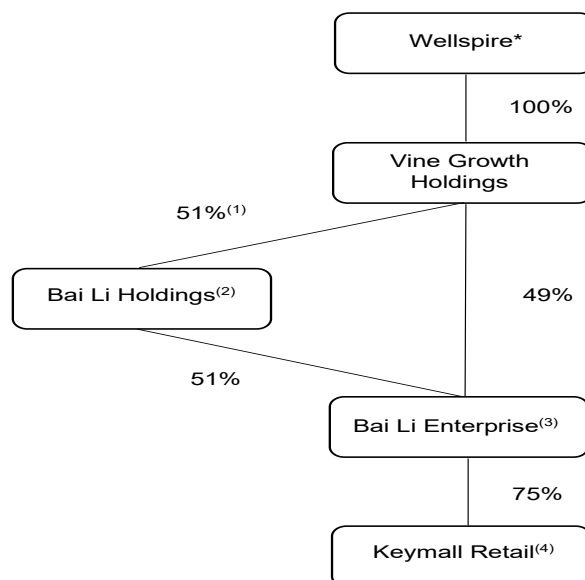 Wellspire*
100%
Vine Growth
Holdings
51%(1)
Bai Li Holdings(2)
49%
51%
Bai Li Enterprise(3)
75%
Keymall Retail(4)